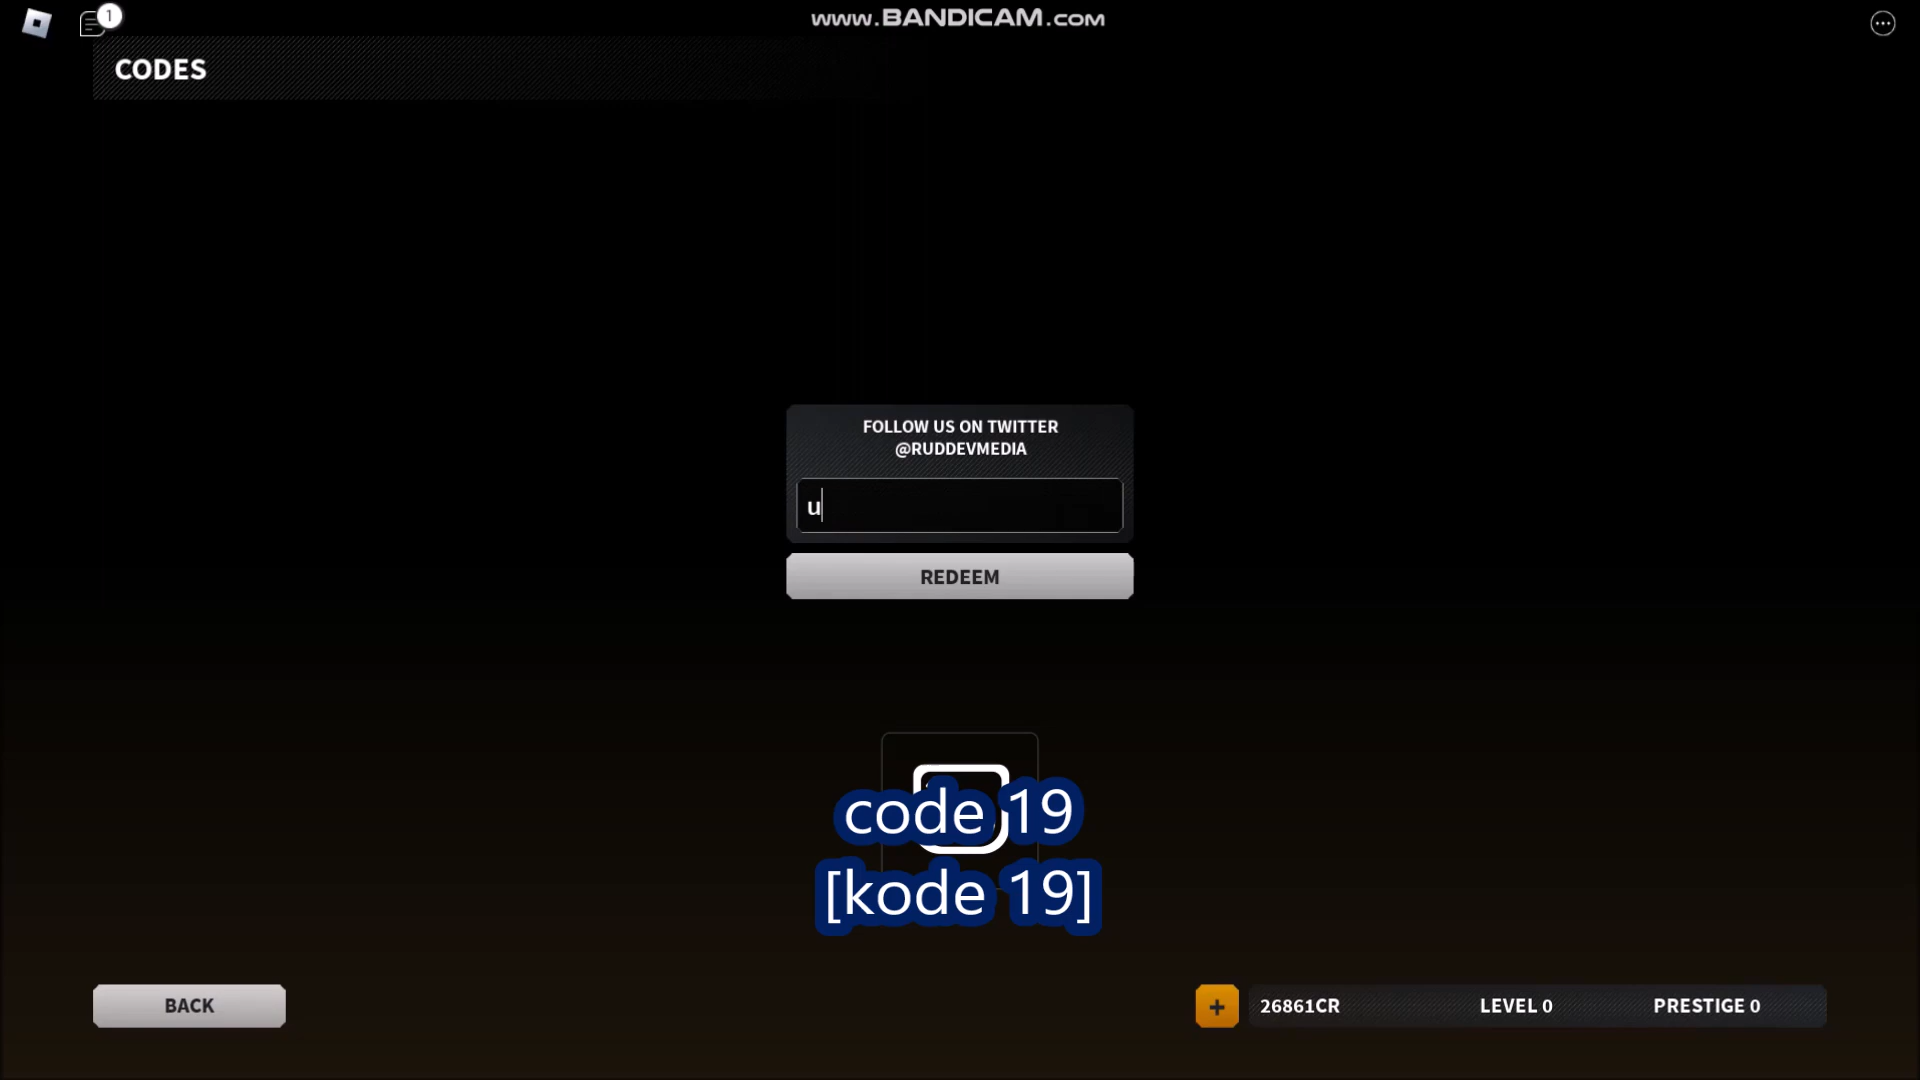 1
www.BANDICAM.com
CODES
FOLLOW US ON TWITTER
@RUDDEVMEDIA
u
REDEEM
code 19
[kode 19]
BACK
+
26861CR
LEVEL 0
PRESTIGE 0